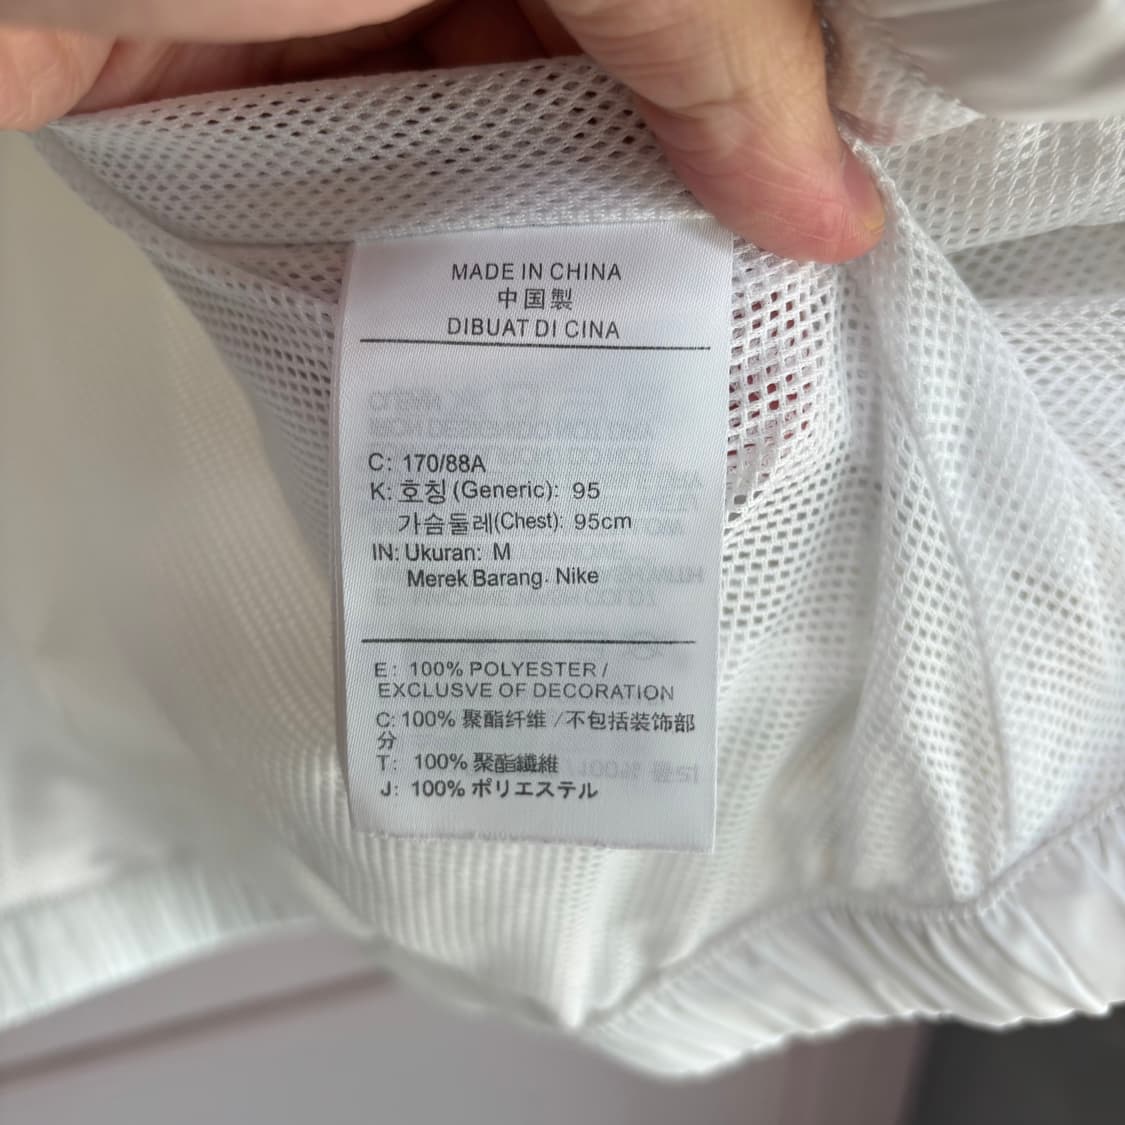 MADE IN CHINA
中国製
DIBUAT DI CINA
C: 170/88A
K: 호칭 (Generic): 95
가슴둘레(Chest): 95cm
IN: Ukuran: M
Merek Barang. Nike
E: 100% POLYESTER /
EXCLUSVE OF DECORATION
C: 100% 聚酯纤维 /不包括装饰部
分
T: 100% 聚酯纖維
J: 100% ポリエステル